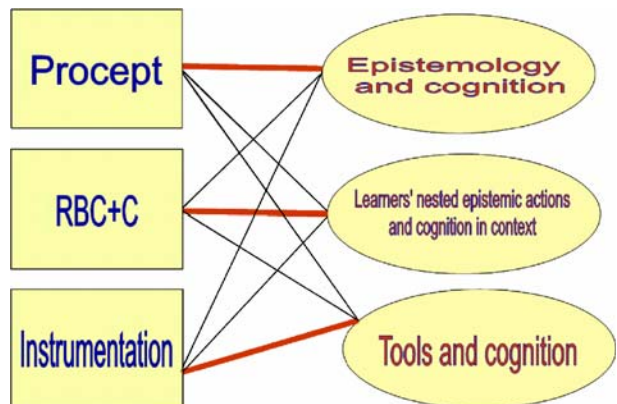 Procept
Epistemology
and cognition
RBC+C
Learners' nested epistemic actions
and cognition in context
Instrumentation
Tools and cognition